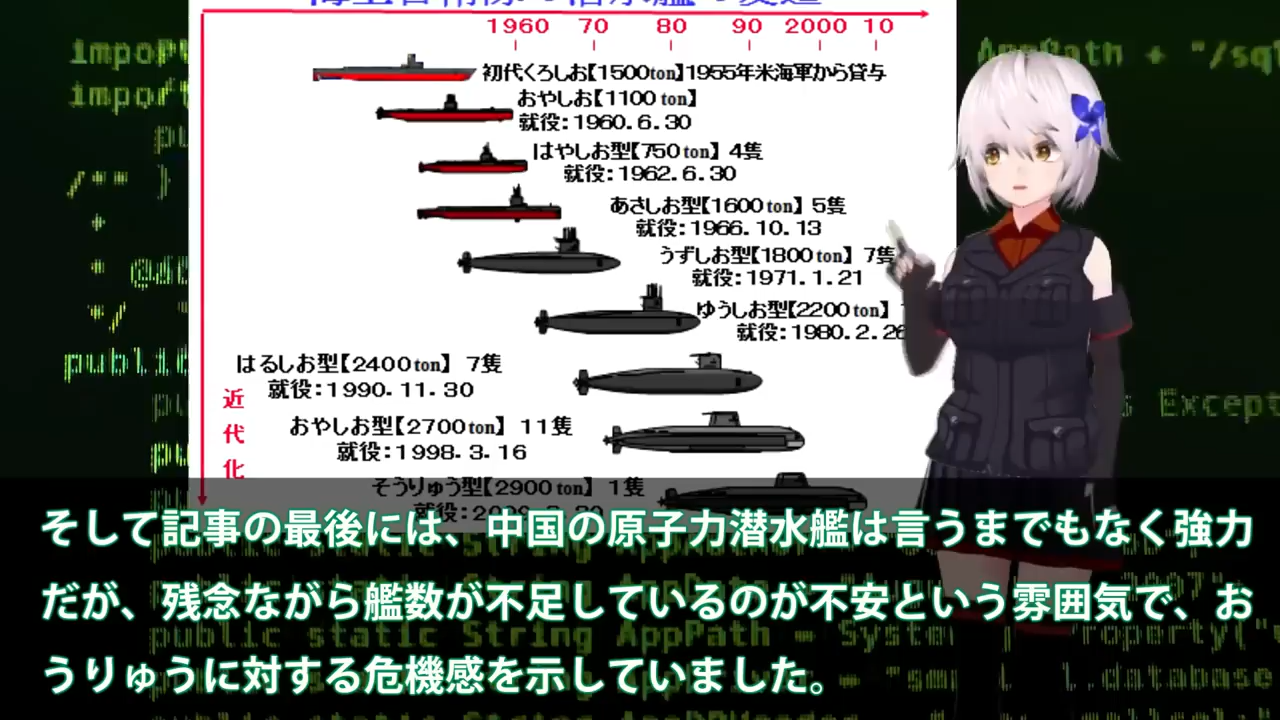 1960 70 80 90 2000 10
初代くろしお【1500ton】1955年米海軍から貸与
おやしお【1100 ton】
就役:1960.6.30
はやしお型【750 ton】 4隻
就役:1962.6.30
あさしお型【1600 ton】 5隻
就役:1966.10.13
うずしお型【1800 ton】 7隻
就役:1971.1.21
ゆうしお型【2200 ton】
就役:1980.2.26
はるしお型【2400 ton】 7隻
就役:1990.11.30
おやしお型【2700 ton】 11隻
就役:1998.3.16
そうりゅう型【2900 ton】 1隻
近代化
そして記事の最後には、中国の原子力潜水艦は言うまでもなく強力
だが、残念ながら艦数が不足しているのが不安という雰囲気で、お
うりゅうに対する危機感を示していました。
/**
*
*/
public
public static String AppPath = System